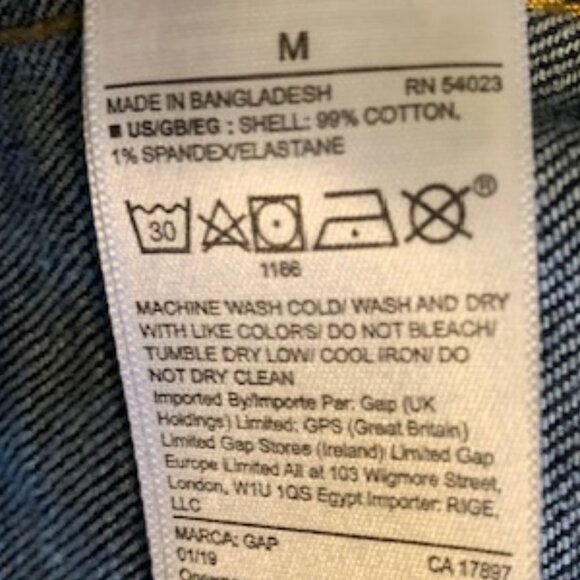 M
MADE IN BANGLADESH RN 54023
■ US/GB/EG : SHELL: 99% COTTON,
1% SPANDEX/ELASTANE
30 ®
1166
MACHINE WASH COLD/ WASH AND DRY
WITH LIKE COLORS/ DO NOT BLEACH/
TUMBLE DRY LOW/ COOL IRON/ DO
NOT DRY CLEAN
Imported By/Importe Par: Gap (UK
Holdings) Limited: GPS (Great Britain)
Limited Gap Stores (Ireland) Limited Gap
Europe Limited All at 103 Wigmore Street,
London, W1U 1QS Egypt Importer: RIGE,
LLC
MARCA: GAP
01/19 CA 17897